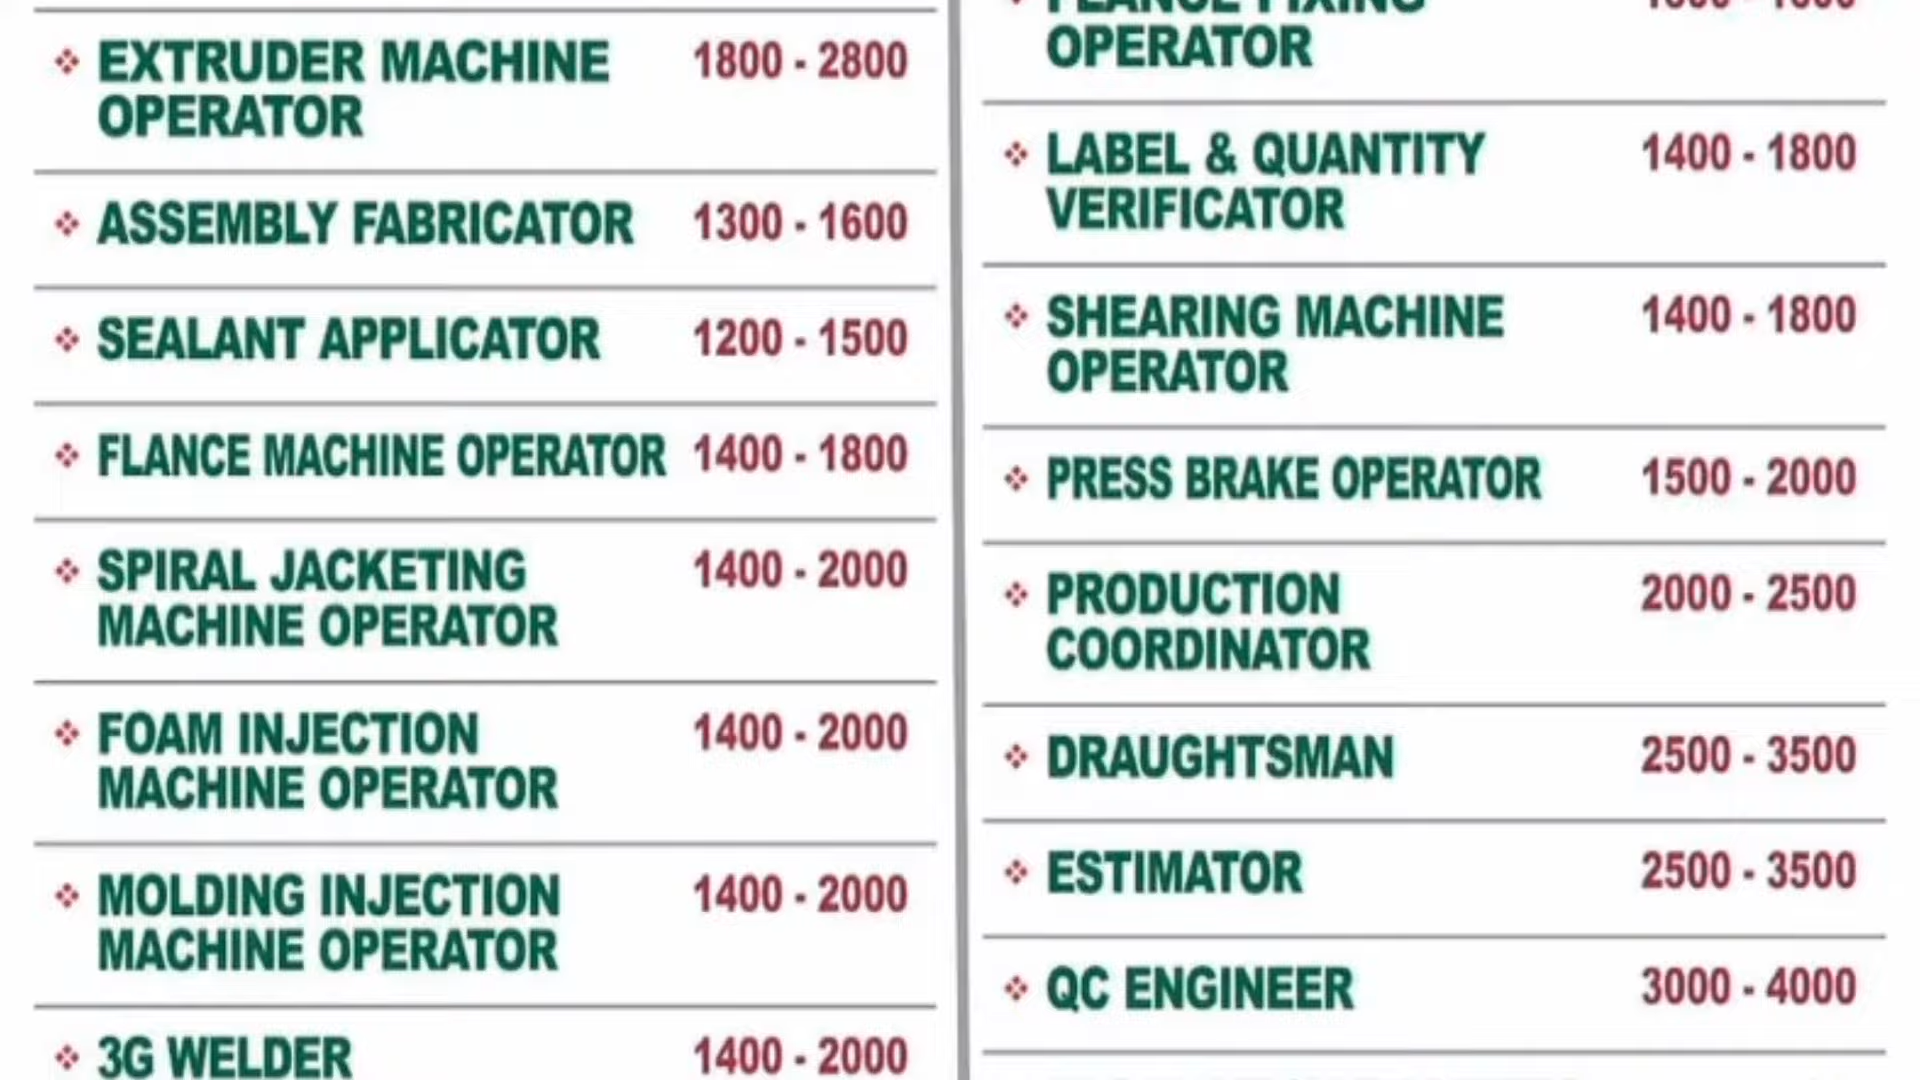 EXTRUDER MACHINE 1800 - 2800
OPERATOR
ASSEMBLY FABRICATOR 1300 - 1600
SEALANT APPLICATOR 1200 - 1500
FLANCE MACHINE OPERATOR 1400 - 1800
SPIRAL JACKETING 1400 - 2000
MACHINE OPERATOR
FOAM INJECTION 1400 - 2000
MACHINE OPERATOR
MOLDING INJECTION 1400 - 2000
MACHINE OPERATOR
3G WELDER 1400 - 2000
FLANCE FIXING
OPERATOR
LABEL & QUANTITY 1400 - 1800
VERIFICATOR
SHEARING MACHINE 1400 - 1800
OPERATOR
PRESS BRAKE OPERATOR 1500 - 2000
PRODUCTION 2000 - 2500
COORDINATOR
DRAUGHTSMAN 2500 - 3500
ESTIMATOR 2500 - 3500
QC ENGINEER 3000 - 4000